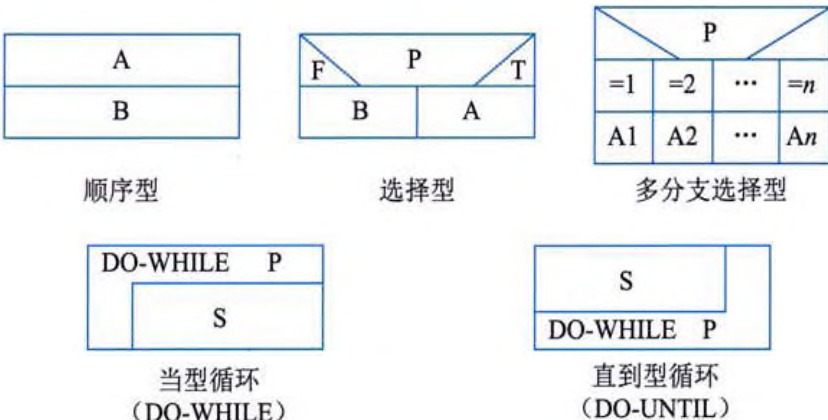 A
B
顺序型
F P T
B A
选择型
P
=1 =2 … =n
A1 A2 … An
多分支选择型
DO-WHILE P
S
当型循环
(DO-WHILE)
S
DO-WHILE P
直到型循环
(DO-UNTIL)